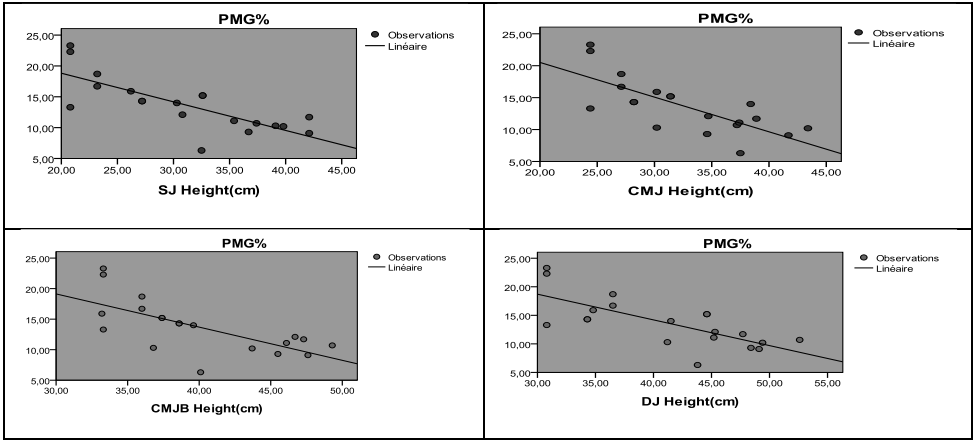 PMG%
25,00
20,00
15,00
10,00
5,00
20,00 25,00 30,00 35,00 40,00 45,00
SJ Height(cm)
Observations
Linéaire
PMG%
25,00
20,00
15,00
10,00
5,00
20,00 25,00 30,00 35,00 40,00 45,00
CMJ Height(cm)
Observations
Linéaire
PMG%
25,00
20,00
15,00
10,00
5,00
30,00 35,00 40,00 45,00 50,00
CMJB Height(cm)
Observations
Linéaire
PMG%
25,00
20,00
15,00
10,00
5,00
30,00 35,00 40,00 45,00 50,00 55,00
DJ Height(cm)
Observations
Linéaire